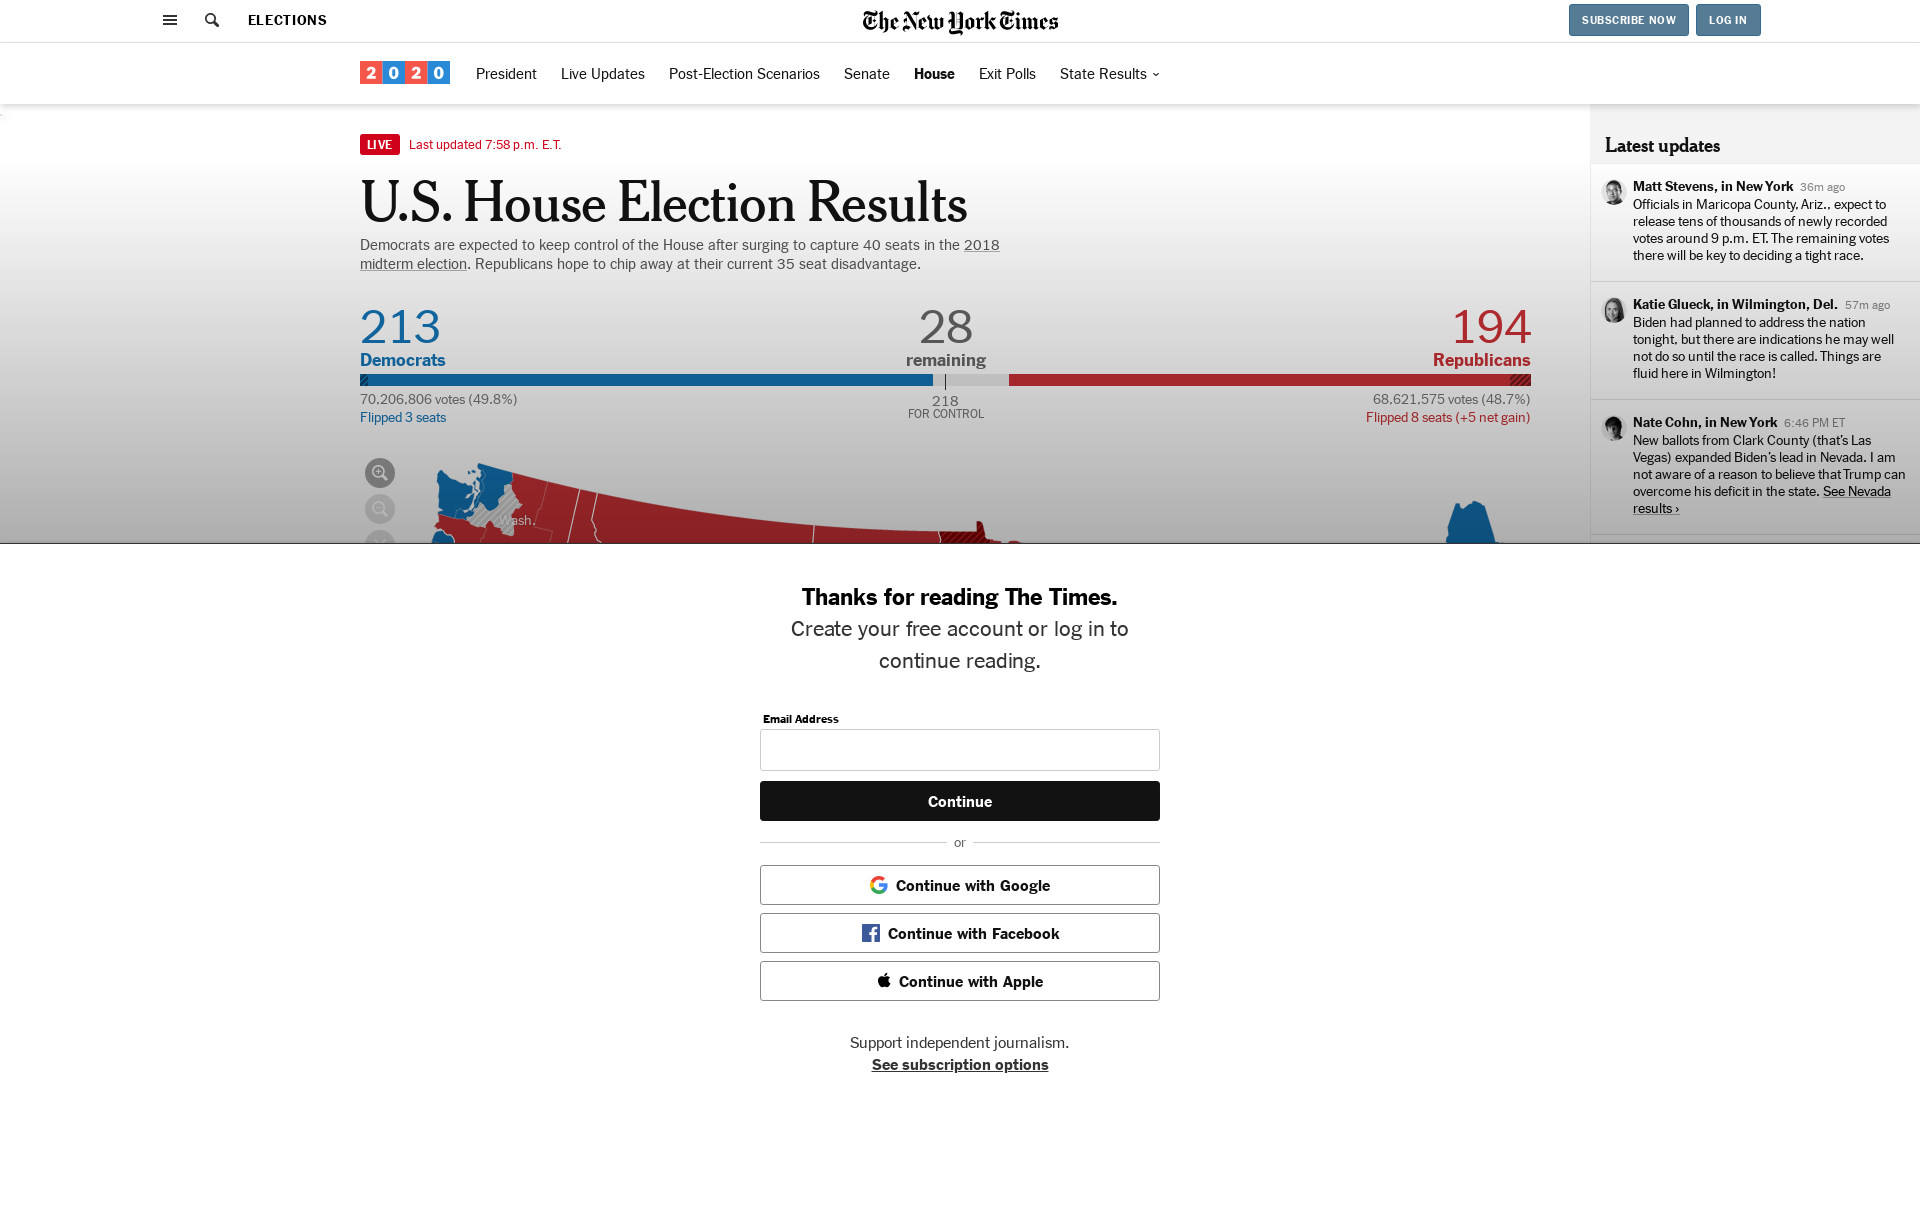 ELECTIONS
The New York Times
SUBSCRIBE NOW
LOG IN
2020
President
Live Updates
Post-Election Scenarios
Senate
House
Exit Polls
State Results
LIVE
Last updated 7:58 p.m. E.T.
U.S. House Election Results
Democrats are expected to keep control of the House after surging to capture 40 seats in the 2018
midterm election. Republicans hope to chip away at their current 35 seat disadvantage.
213
Democrats
28
remaining
194
Republicans
70,206,806 votes (49.8%)
Flipped 3 seats
218
FOR CONTROL
68,621,575 votes (48.7%)
Flipped 8 seats (+5 net gain)
Wash.
Latest updates
Matt Stevens, in New York 36m ago
Officials in Maricopa County, Ariz., expect to
release tens of thousands of newly recorded
votes around 9 p.m. ET. The remaining votes
there will be key to deciding a tight race.
Katie Glueck, in Wilmington, Del. 57m ago
Biden had planned to address the nation
tonight, but there are indications he may well
not do so until the race is called. Things are
fluid here in Wilmington!
Nate Cohn, in New York 6:46 PM ET
New ballots from Clark County (that's Las
Vegas) expanded Biden's lead in Nevada. I am
not aware of a reason to believe that Trump can
overcome his deficit in the state. See Nevada
results ›
Thanks for reading The Times.
Create your free account or log in to
continue reading.
Email Address
Continue
or
Continue with Google
Continue with Facebook
Continue with Apple
Support independent journalism.
See subscription options